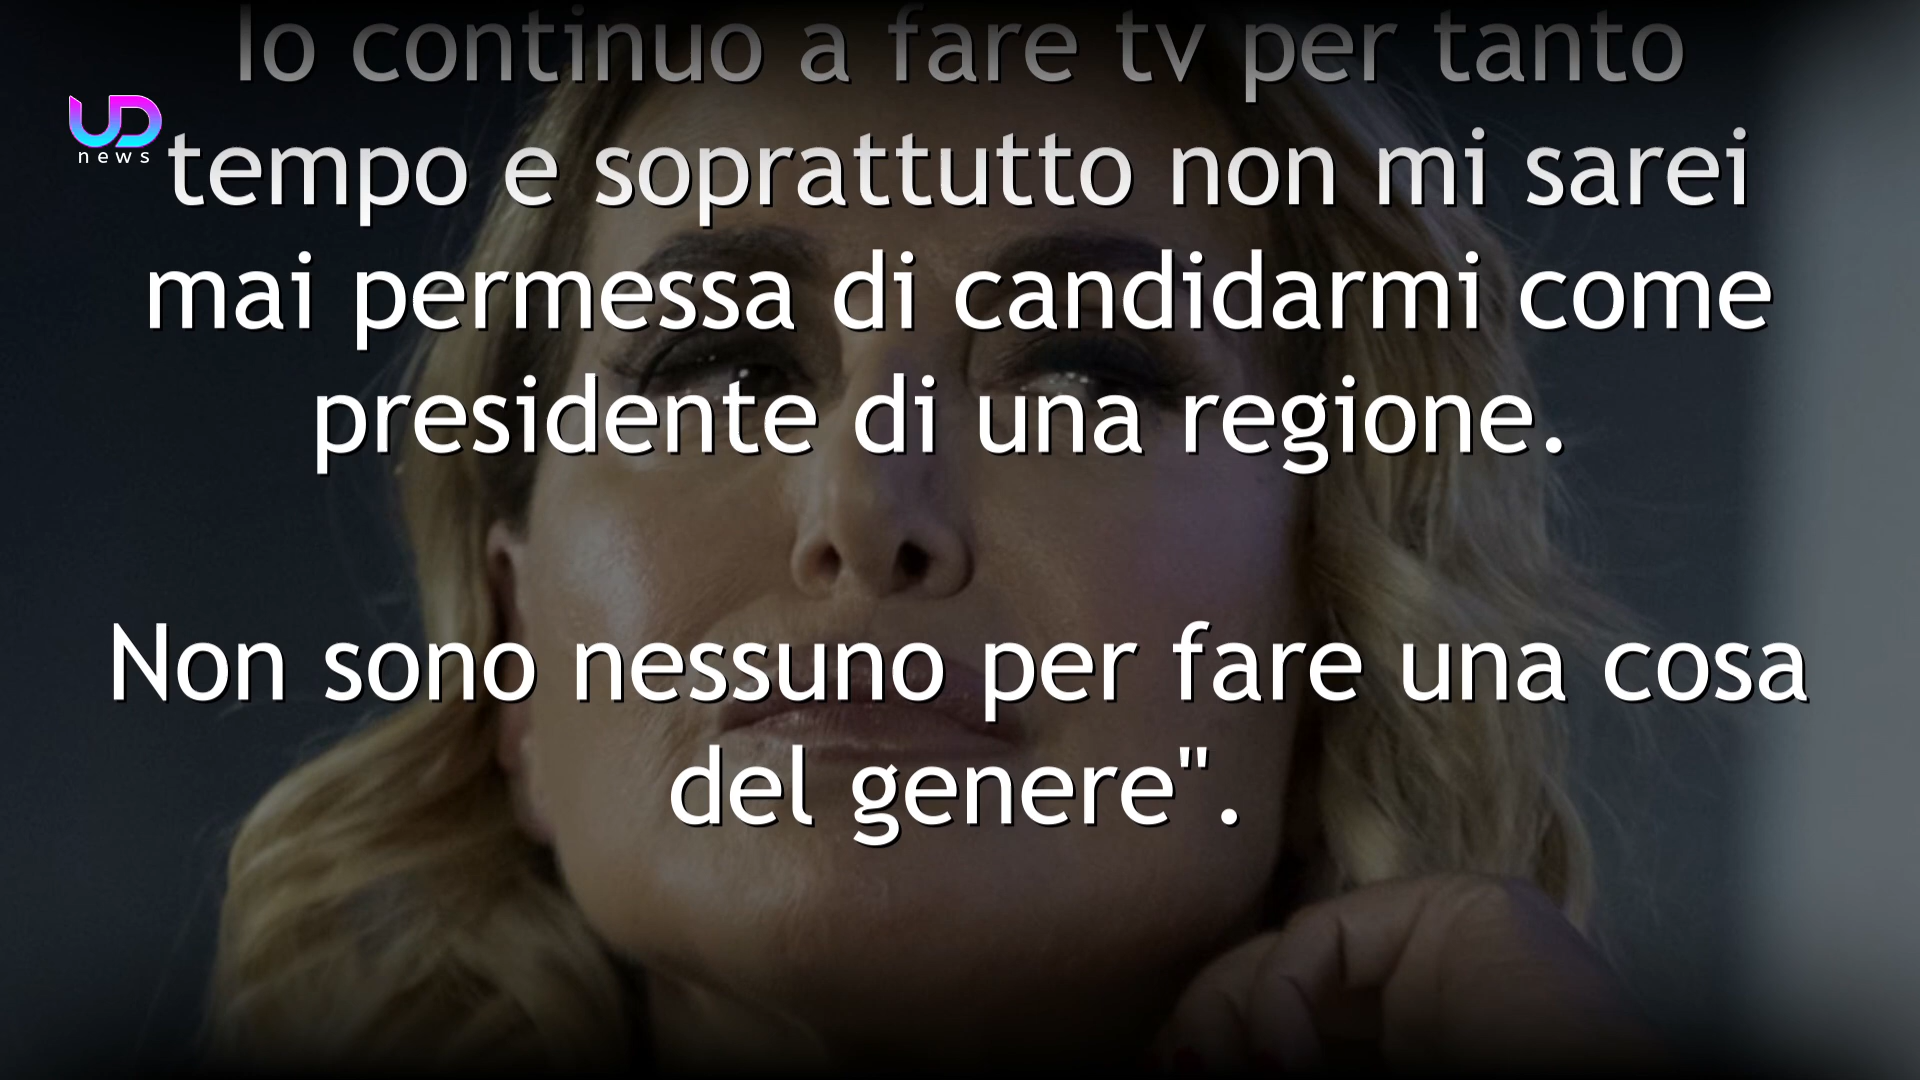 Io continuo a fare tv per tanto
UD
news
tempo e soprattutto non mi sarei
mai permessa di candidarmi come
presidente di una regione.
Non sono nessuno per fare una cosa
del genere".